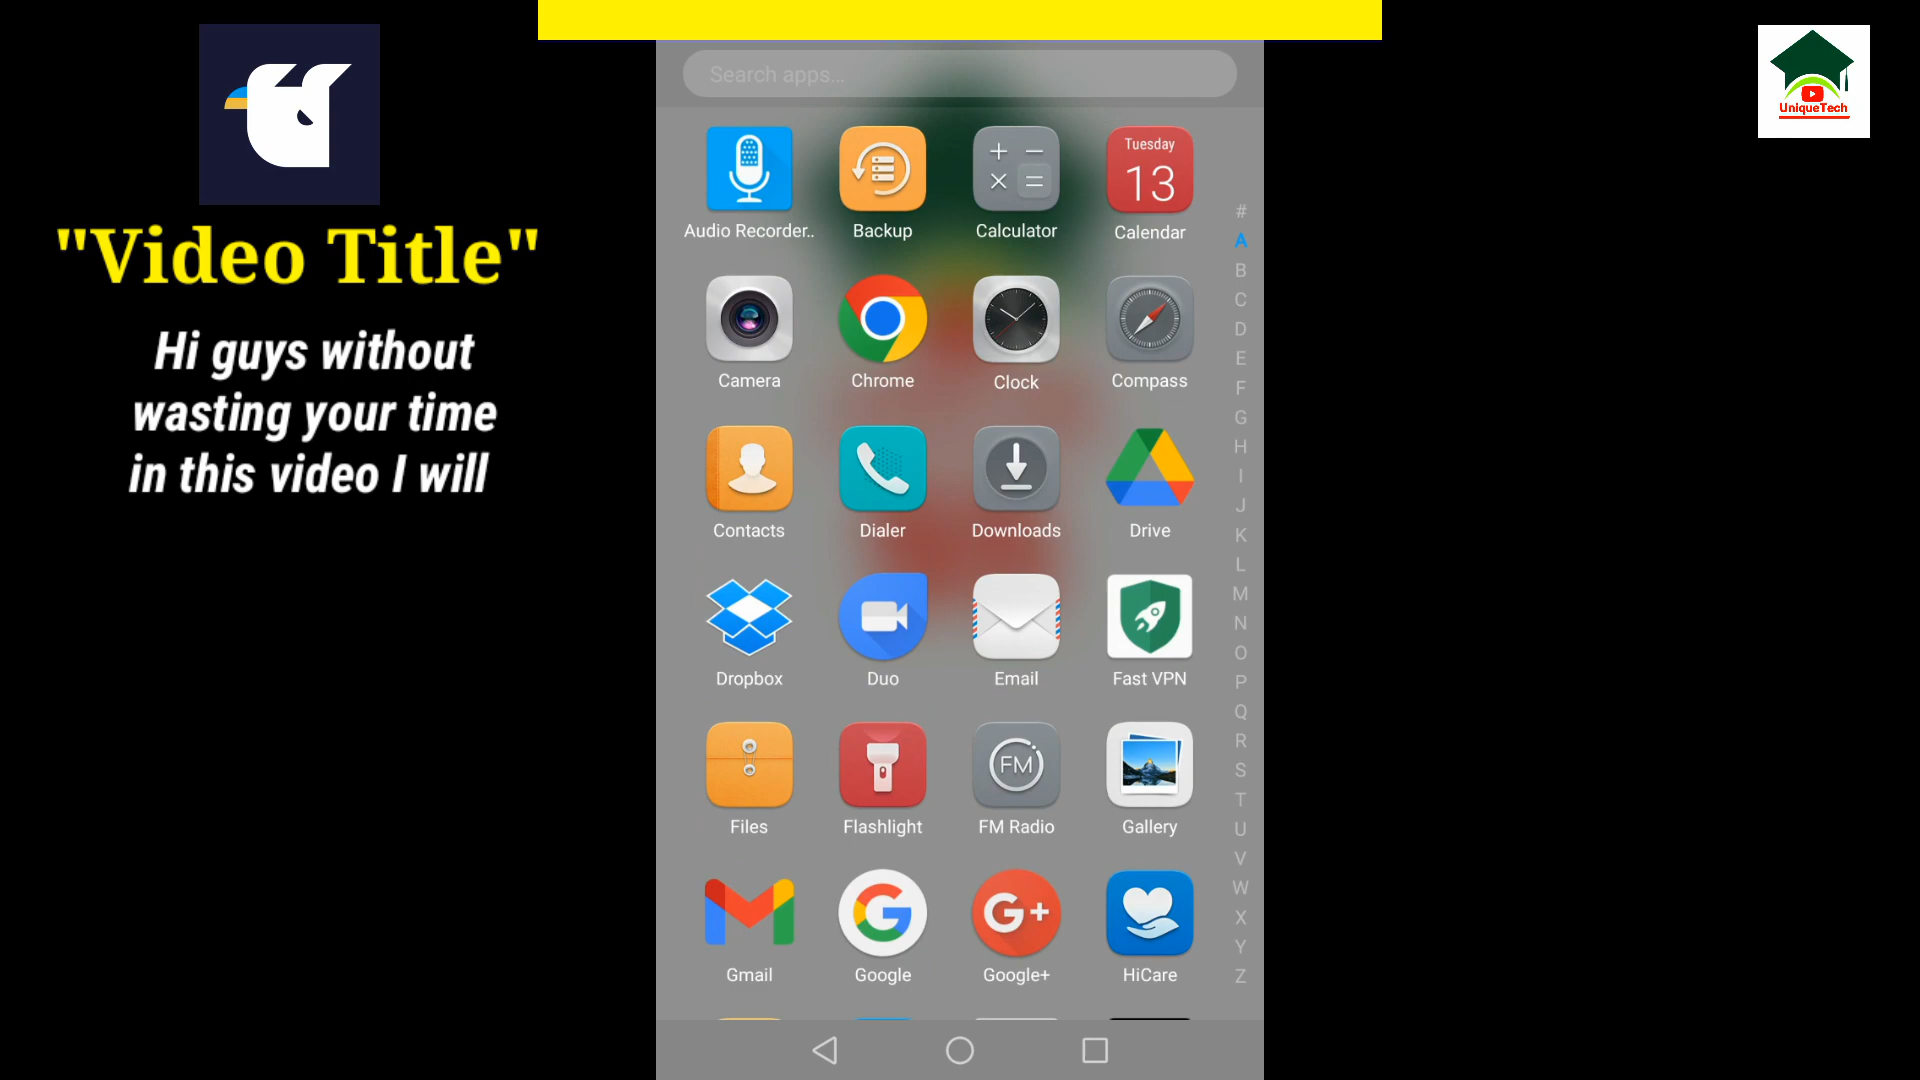 "Video Title"
Hi guys without
wasting your time
in this video I will
Search apps...
Tuesday
13
Audio Recorder..
Backup
Calculator
Calendar
Camera
Chrome
Clock
Compass
Contacts
Dialer
Downloads
Drive
Dropbox
Duo
Email
Fast VPN
FM
Files
Flashlight
FM Radio
Gallery
G
G+
Gmail
Google
Google+
HiCare
#
A
B
C
D
E
F
G
H
I
J
K
L
M
N
O
P
Q
R
S
T
U
V
W
X
Y
Z
UniqueTech